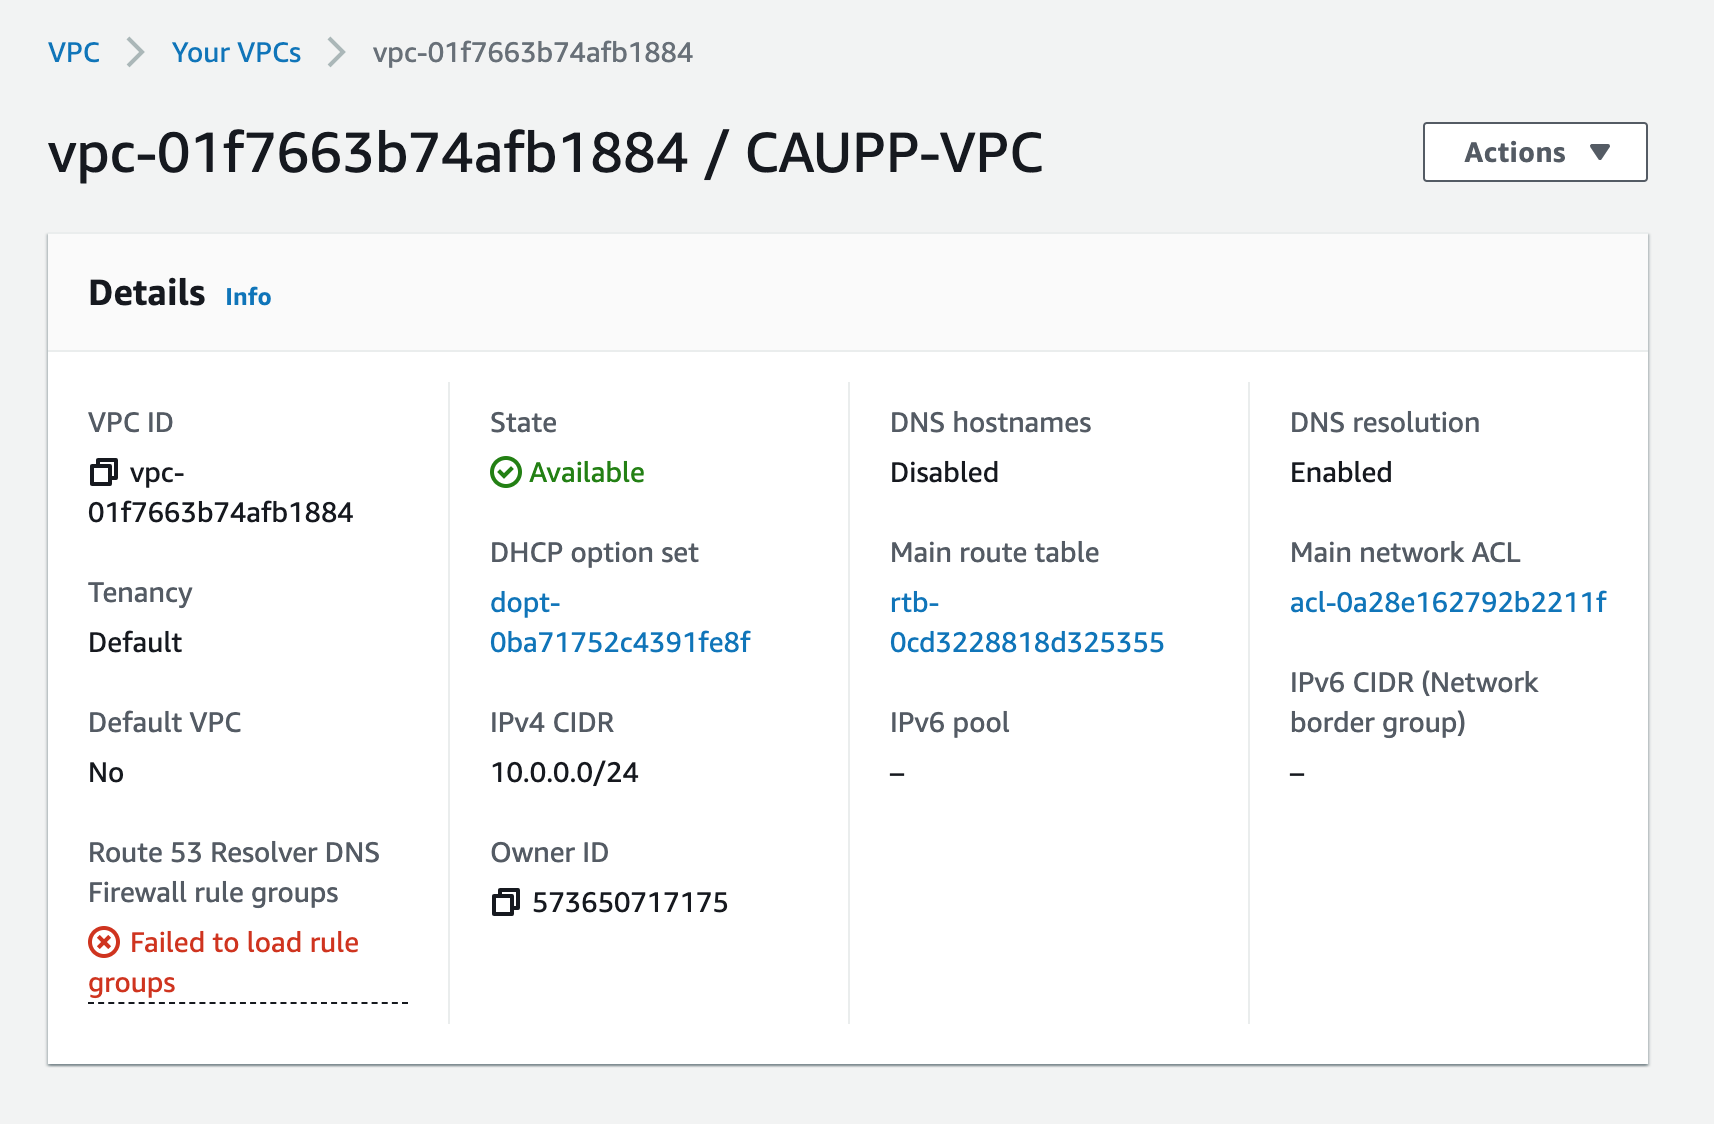 VPC > Your VPCs > vpc-01f7663b74afb1884
vpc-01f7663b74afb1884 / CAUPP-VPC
Actions
Details Info
VPC ID
vpc-
01f7663b74afb1884
Tenancy
Default
Default VPC
No
Route 53 Resolver DNS
Firewall rule groups
Failed to load rule
groups
State
Available
DHCP option set
dopt-
0ba71752c4391fe8f
IPv4 CIDR
10.0.0.0/24
Owner ID
573650717175
DNS hostnames
Disabled
Main route table
rtb-
0cd3228818d325355
IPv6 pool
–
DNS resolution
Enabled
Main network ACL
acl-0a28e162792b2211f
IPv6 CIDR (Network
border group)
–